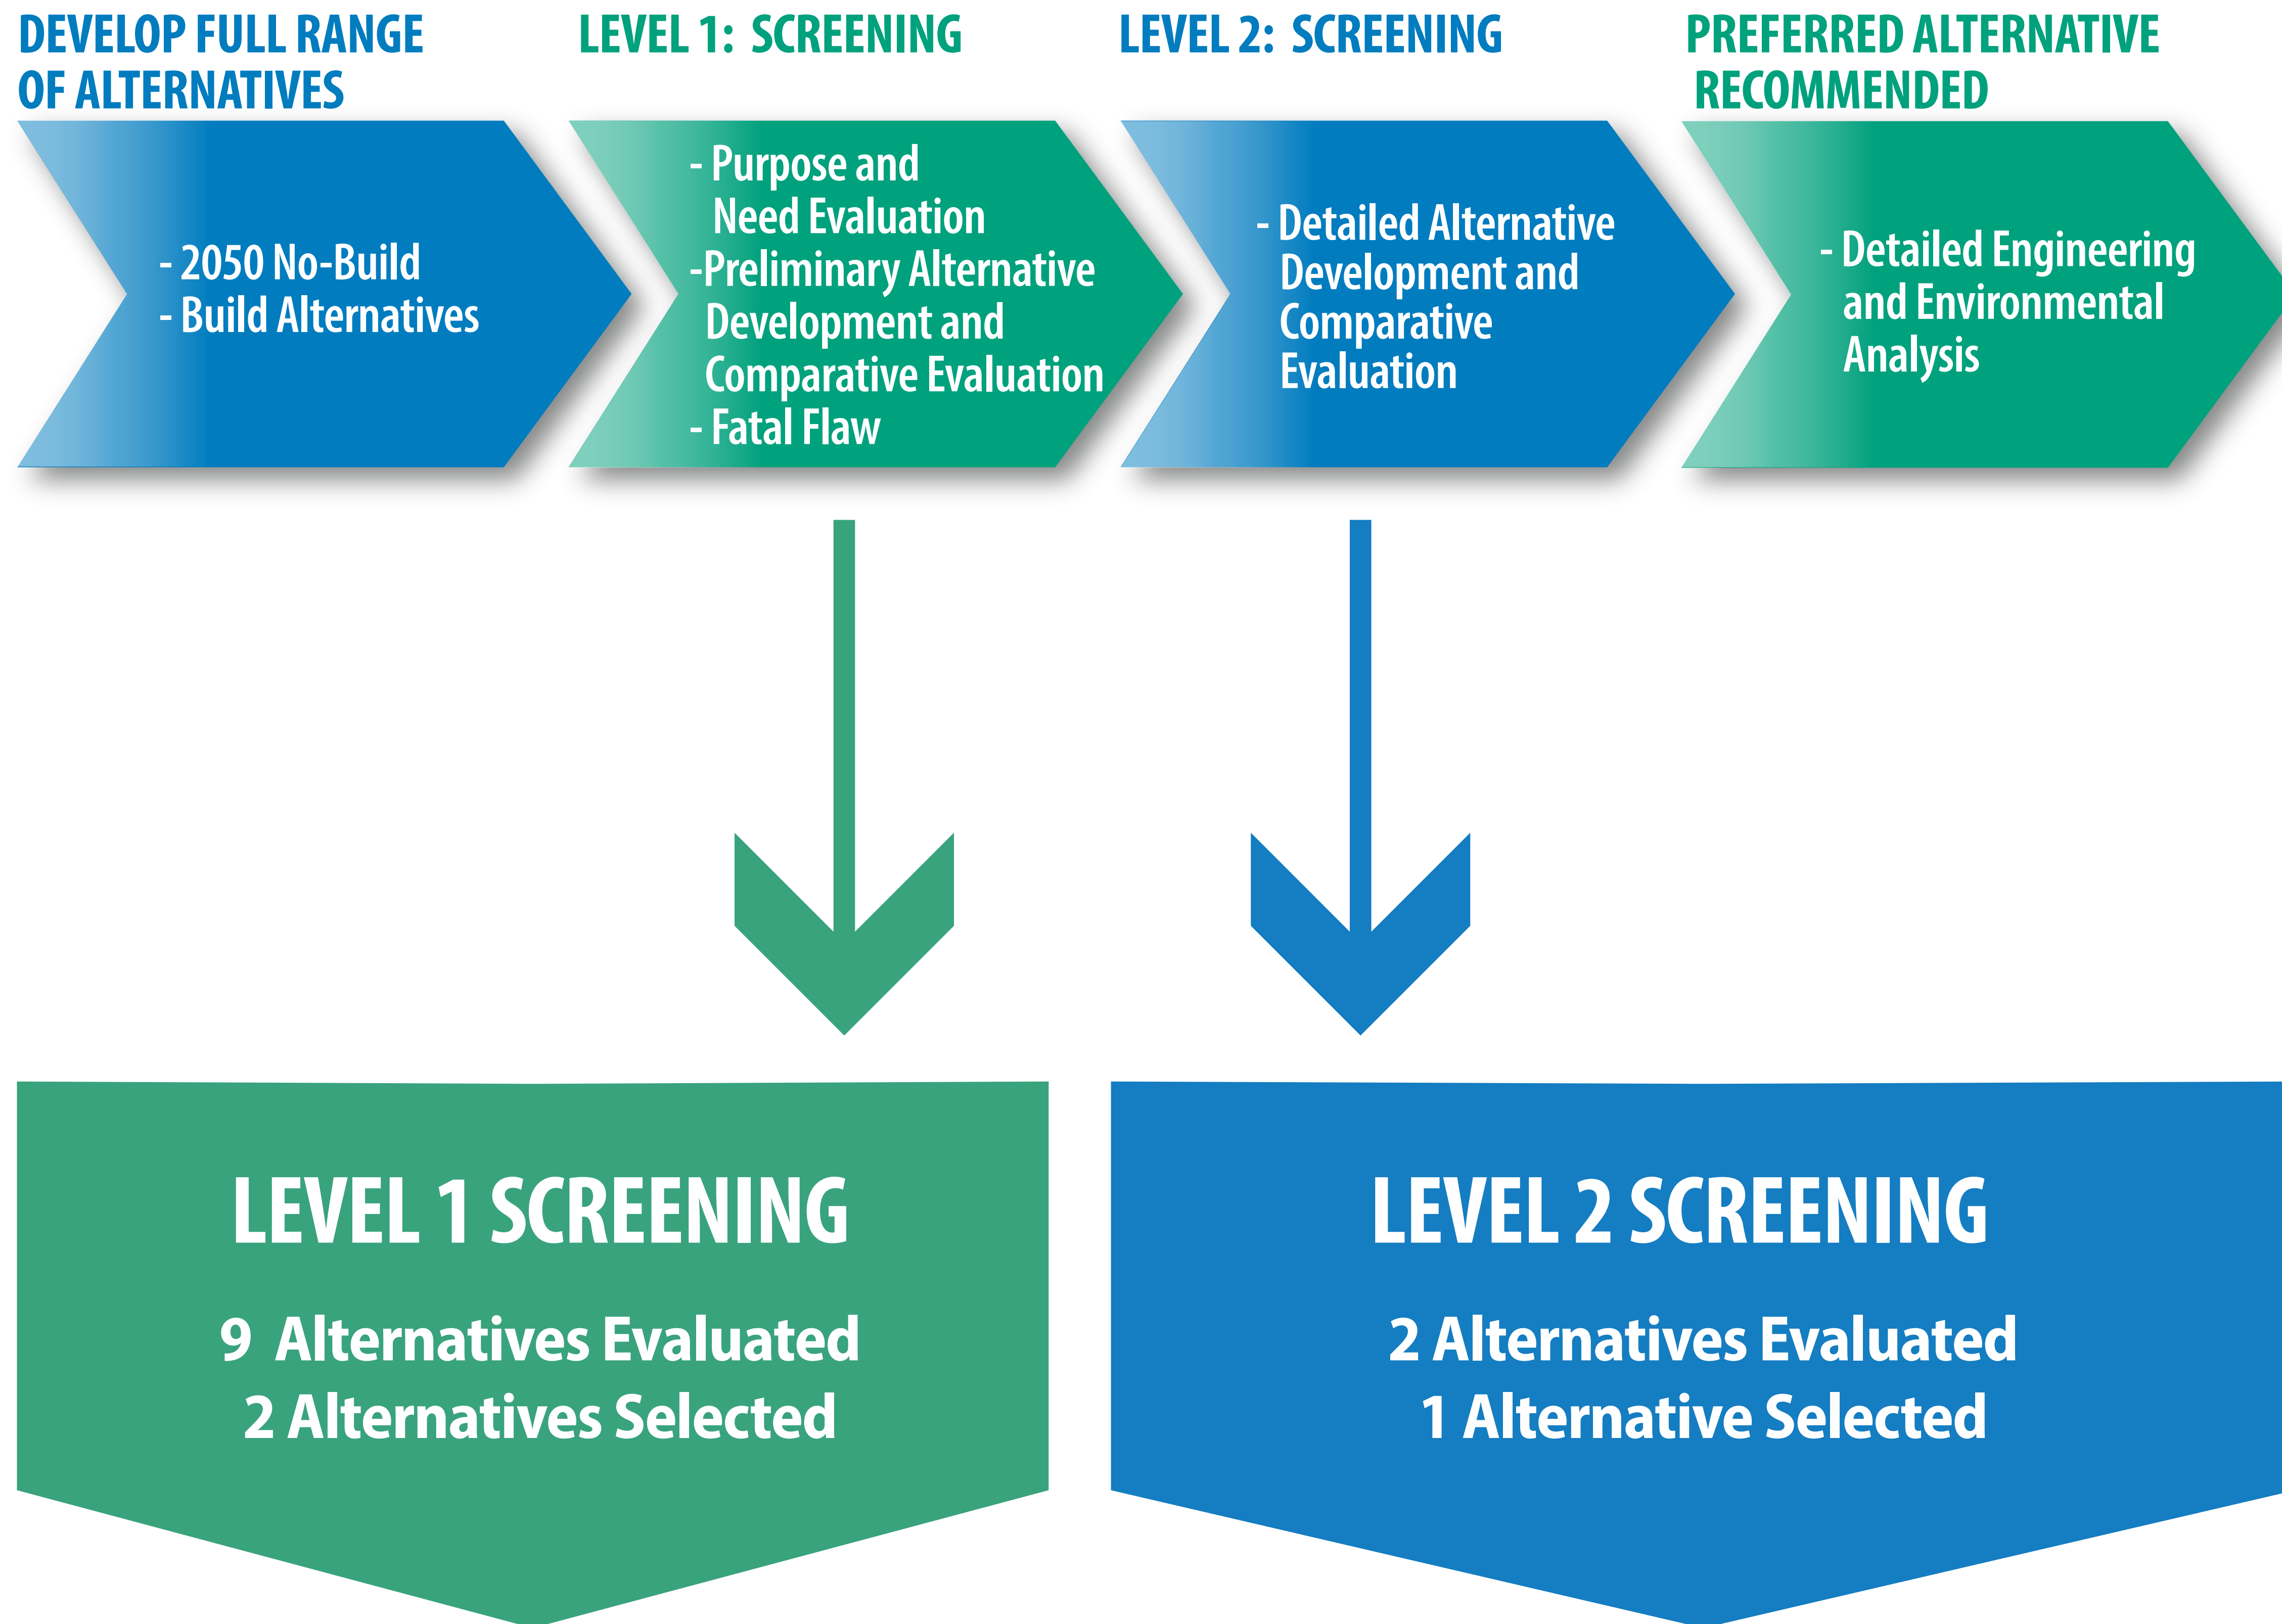 DEVELOP FULL RANGE
OF ALTERNATIVES
- 2050 No-Build
- Build Alternatives
LEVEL 1: SCREENING
- Purpose and
Need Evaluation
-Preliminary Alternative
Development and
Comparative Evaluation
- Fatal Flaw
LEVEL 2: SCREENING
- Detailed Alternative
Development and
Comparative
Evaluation
PREFERRED ALTERNATIVE
RECOMMENDED
- Detailed Engineering
and Environmental
Analysis
LEVEL 1 SCREENING
9 Alternatives Evaluated
2 Alternatives Selected
LEVEL 2 SCREENING
2 Alternatives Evaluated
1 Alternative Selected